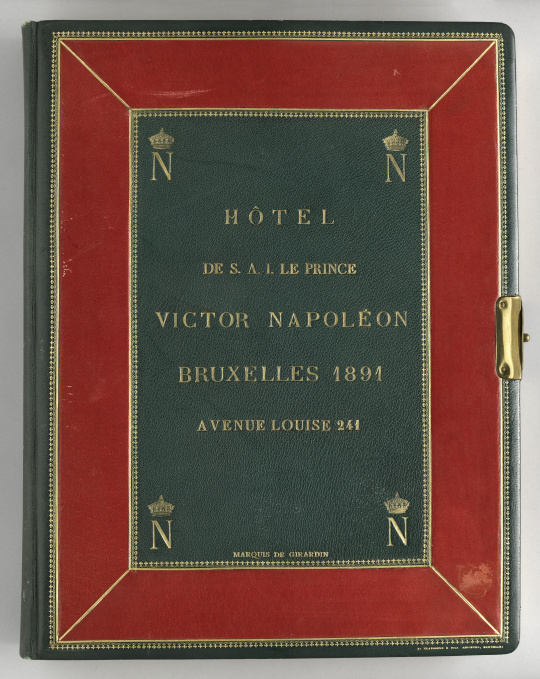 N N
HÔTEL
DE S. A. I. LE PRINCE
VICTOR NAPOLÉON
BRUXELLES 1891
AVENUE LOUISE 241
N N
MARQUIS DE GIRARDIN